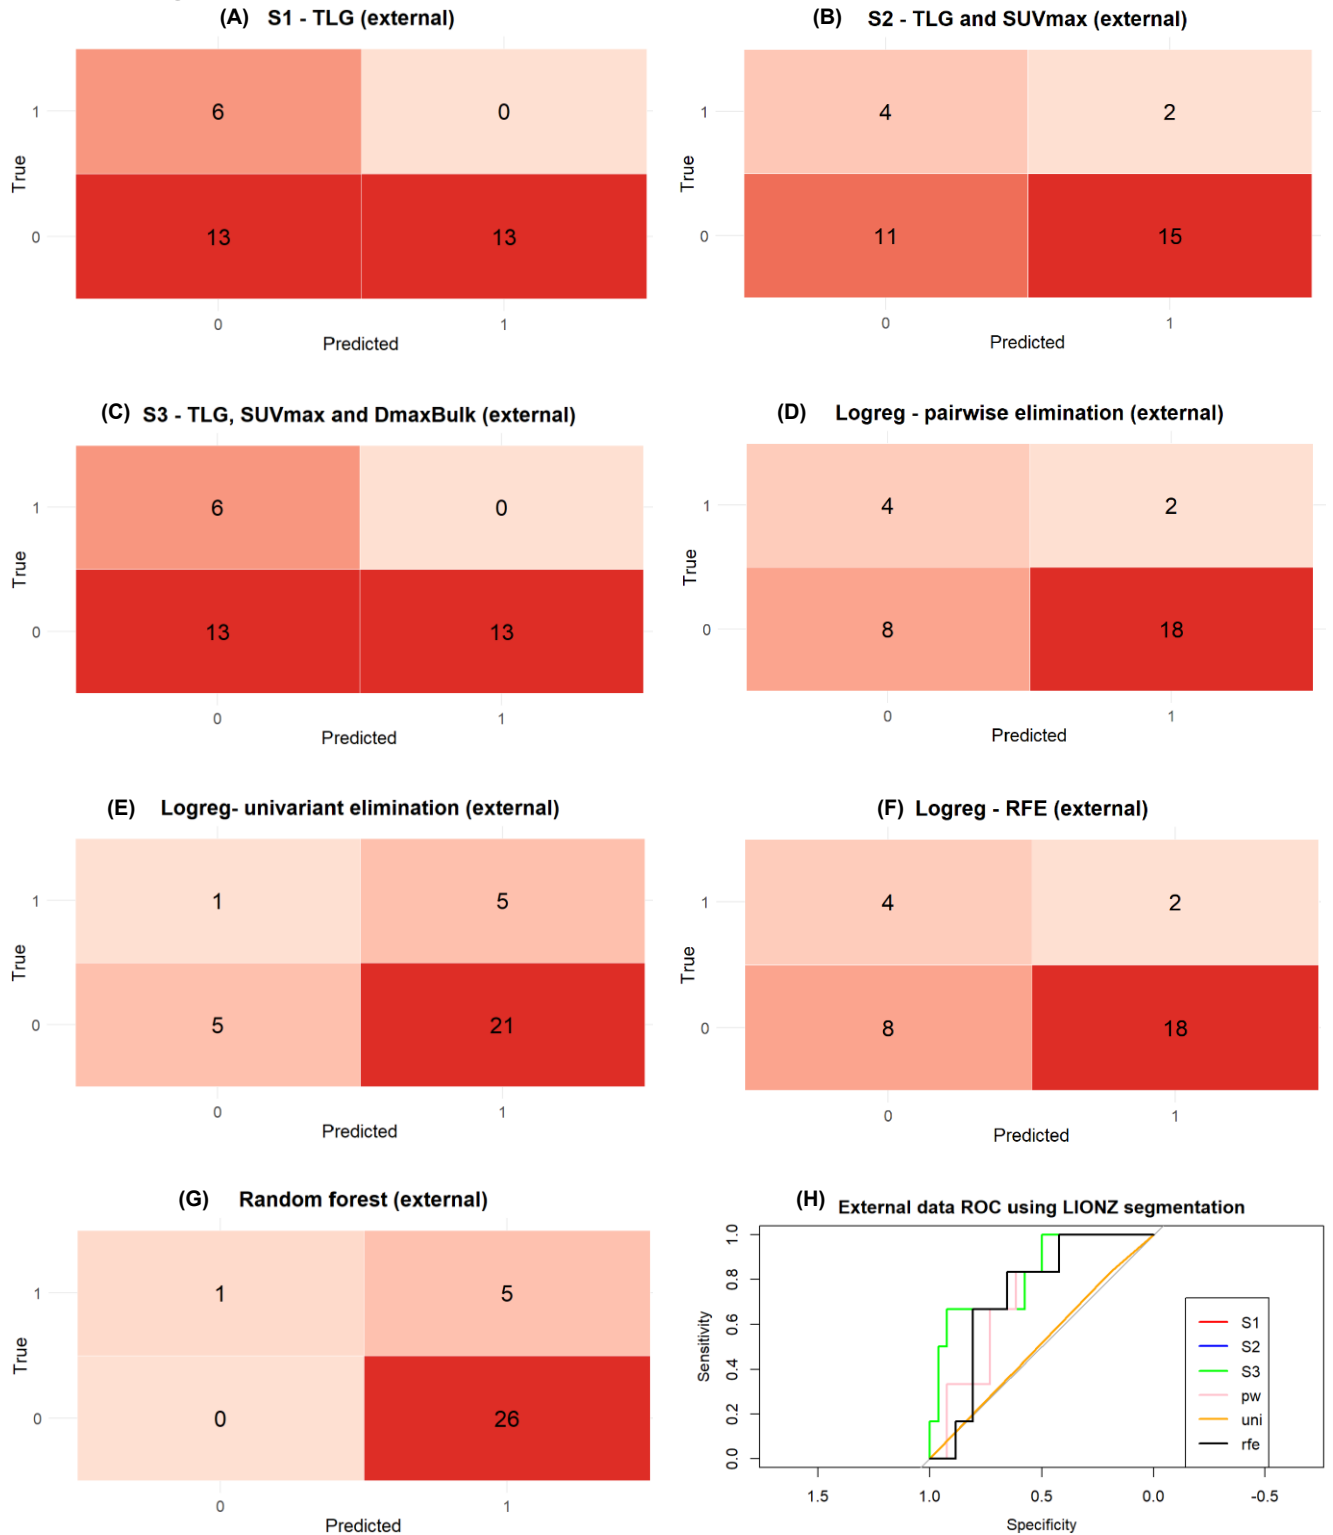 (A) S1 - TLG (external)
1
6
0
True
0
13
13
0
1
Predicted
(B) S2 - TLG and SUVmax (external)
1
4
2
True
0
11
15
0
1
Predicted
(C) S3 - TLG, SUVmax and DmaxBulk (external)
1
6
0
True
0
13
13
0
1
Predicted
(D) Logreg - pairwise elimination (external)
1
4
2
True
0
8
18
0
1
Predicted
(E) Logreg- univariant elimination (external)
1
1
5
True
0
5
21
0
1
Predicted
(F) Logreg - RFE (external)
1
4
2
True
0
8
18
0
1
Predicted
(G) Random forest (external)
1
1
5
True
0
0
26
0
1
Predicted
(H) External data ROC using LIONZ segmentation
1.0
0.8
0.6
0.4
0.2
0.0
Sensitivity
S1
S2
S3
pw
uni
rfe
1.5
1.0
0.5
0.0
-0.5
Specificity